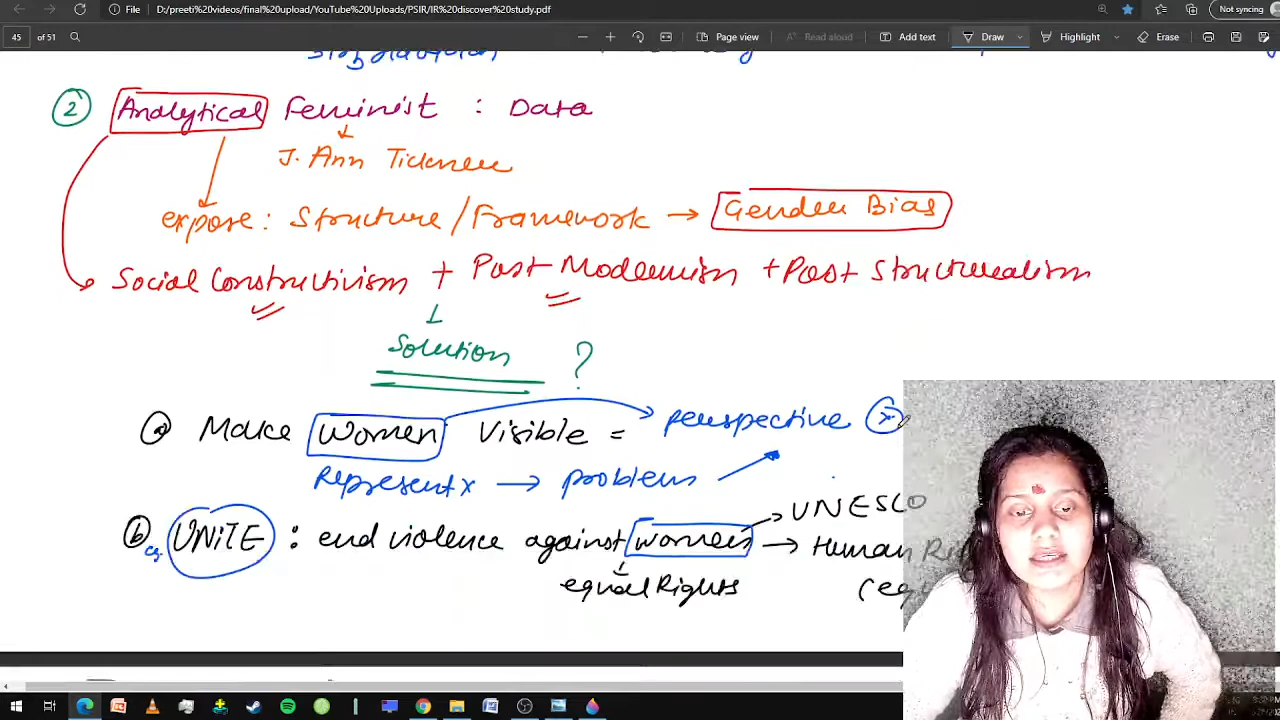 File D:/preeti%20videos/final%20upload/YouTube%20Uploads/PSIR/IR%20discover%20study.pdf Not syncing
45 of 51 Page view Read aloud Add text Draw Highlight Erase
② Analytical Feminist : Data
J. Ann Tickner
expose : Structure/Framework → Gender Bias
Social Constructivism + Post Modernism + Post Structuralism
Solution ?
ⓐ Make Women Visible = perspective
Represent x → problems
ⓑ eg. UNiTE : end violence against women → UNESCO
→ Human
equal Rights